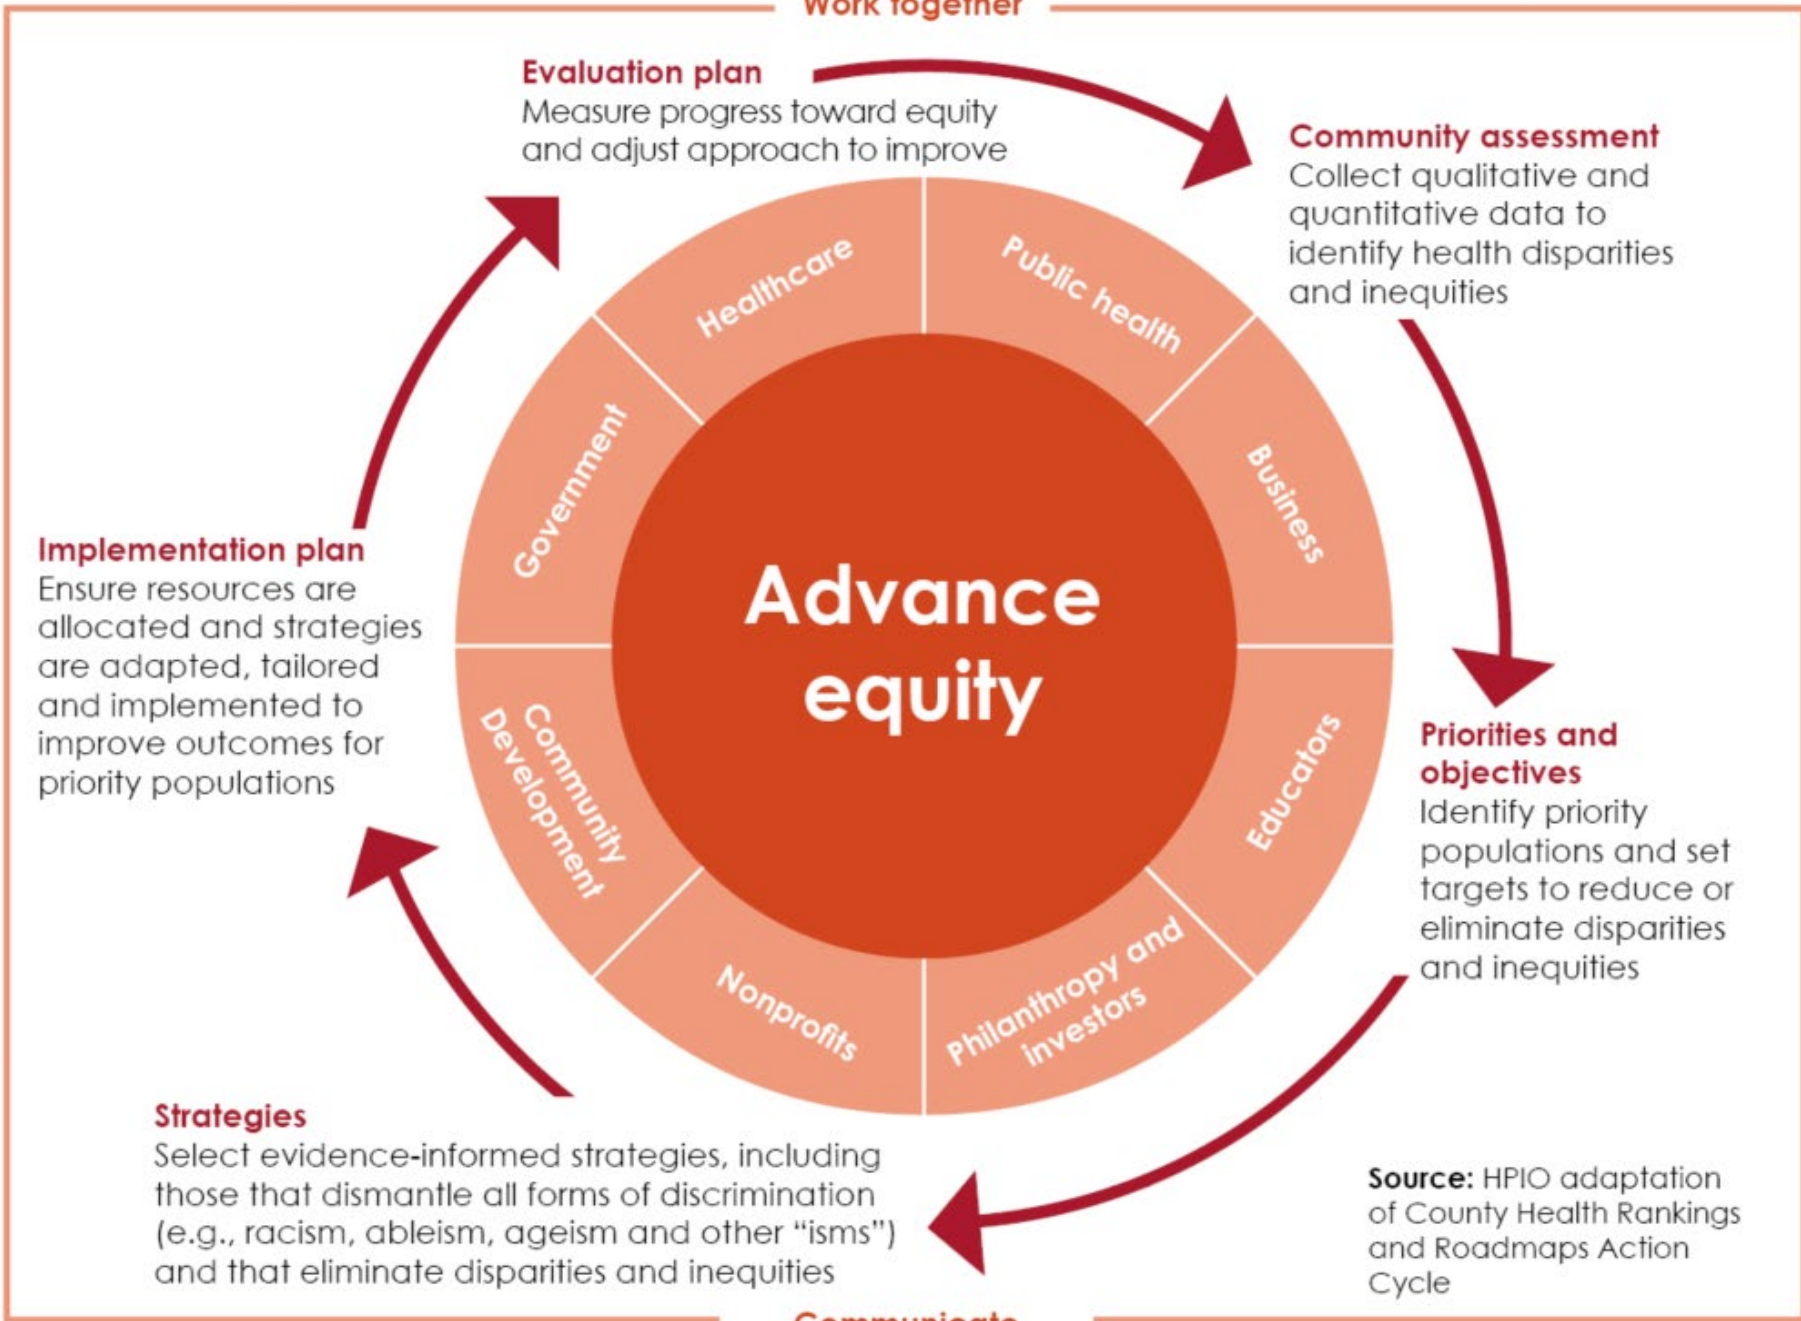 Work together
Evaluation plan
Measure progress toward equity
and adjust approach to improve
Community assessment
Collect qualitative and
quantitative data to
identify health disparities
and inequities
Priorities and
objectives
Identify priority
populations and set
targets to reduce or
eliminate disparities
and inequities
Strategies
Select evidence-informed strategies, including
those that dismantle all forms of discrimination
(e.g., racism, ableism, ageism and other “isms”)
and that eliminate disparities and inequities
Implementation plan
Ensure resources are
allocated and strategies
are adapted, tailored
and implemented to
improve outcomes for
priority populations
Healthcare
Public health
Business
Educators
Philanthropy and
investors
Nonprofits
Community
Development
Government
Advance
equity
Source: HPIO adaptation
of County Health Rankings
and Roadmaps Action
Cycle
Communicate